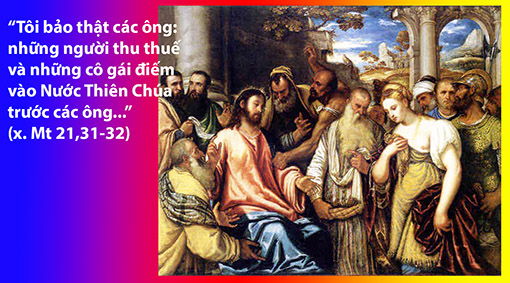 “Tôi bảo thật các ông:
những người thu thuế
và những cô gái điếm
vào Nước Thiên Chúa
trước các ông...”
(x. Mt 21,31-32)